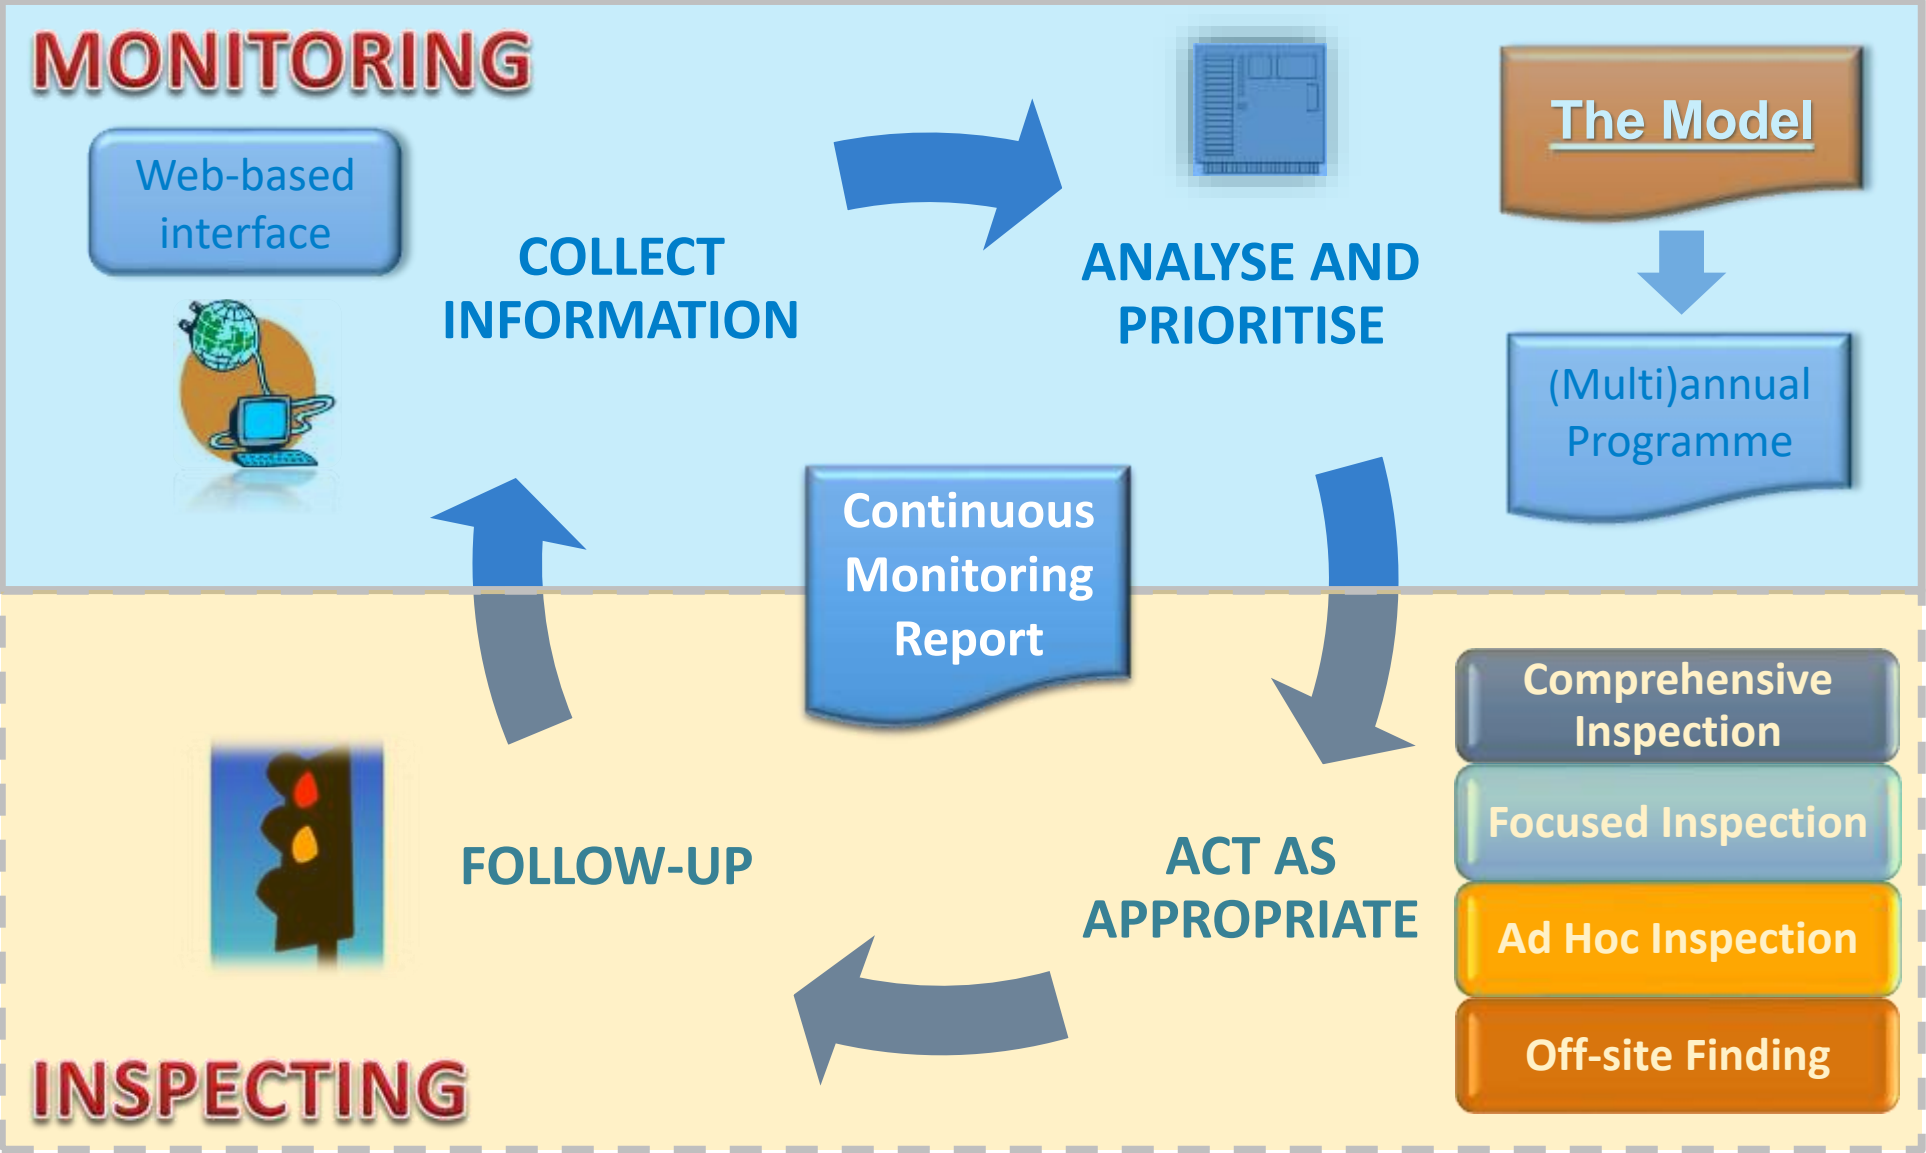 MONITORING
Web-based
interface
COLLECT
INFORMATION
ANALYSE AND
PRIORITISE
The Model
(Multi)annual
Programme
Continuous
Monitoring
Report
Comprehensive
Inspection
Focused Inspection
Ad Hoc Inspection
Off-site Finding
ACT AS
APPROPRIATE
FOLLOW-UP
INSPECTING